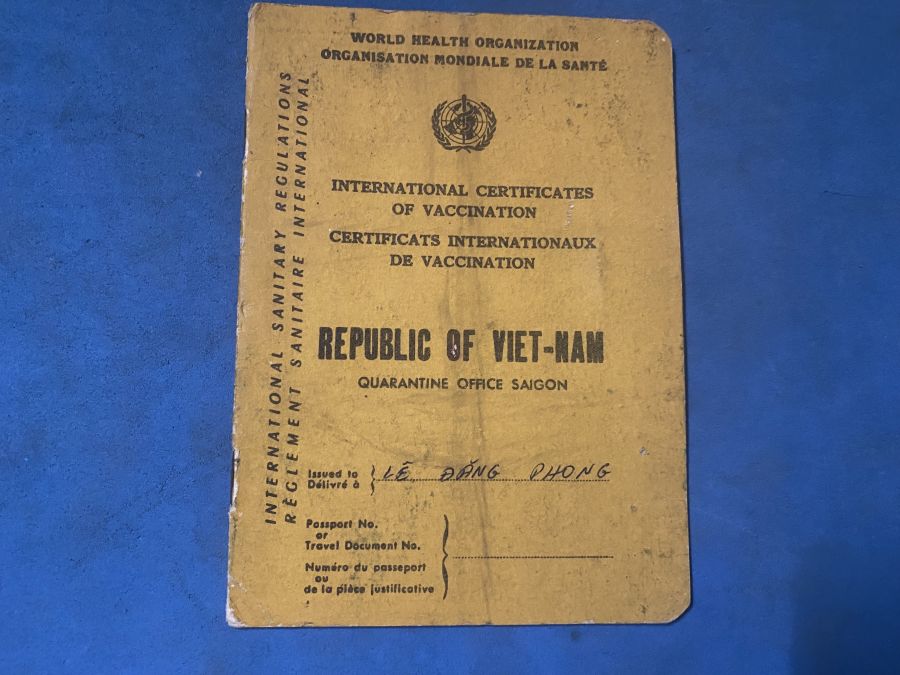 WORLD HEALTH ORGANIZATION
ORGANISATION MONDIALE DE LA SANTÉ
INTERNATIONAL SANITARY REGULATIONS
RÈGLEMENT SANITAIRE INTERNATIONAL
INTERNATIONAL CERTIFICATES
OF VACCINATION
CERTIFICATS INTERNATIONAUX
DE VACCINATION
REPUBLIC OF VIET-NAM
QUARANTINE OFFICE SAIGON
Issued to
Délivré à
LÊ ĐĂNG PHONG
Passport No.
or
Travel Document No.
Numéro du passeport
ou
de la pièce justificative